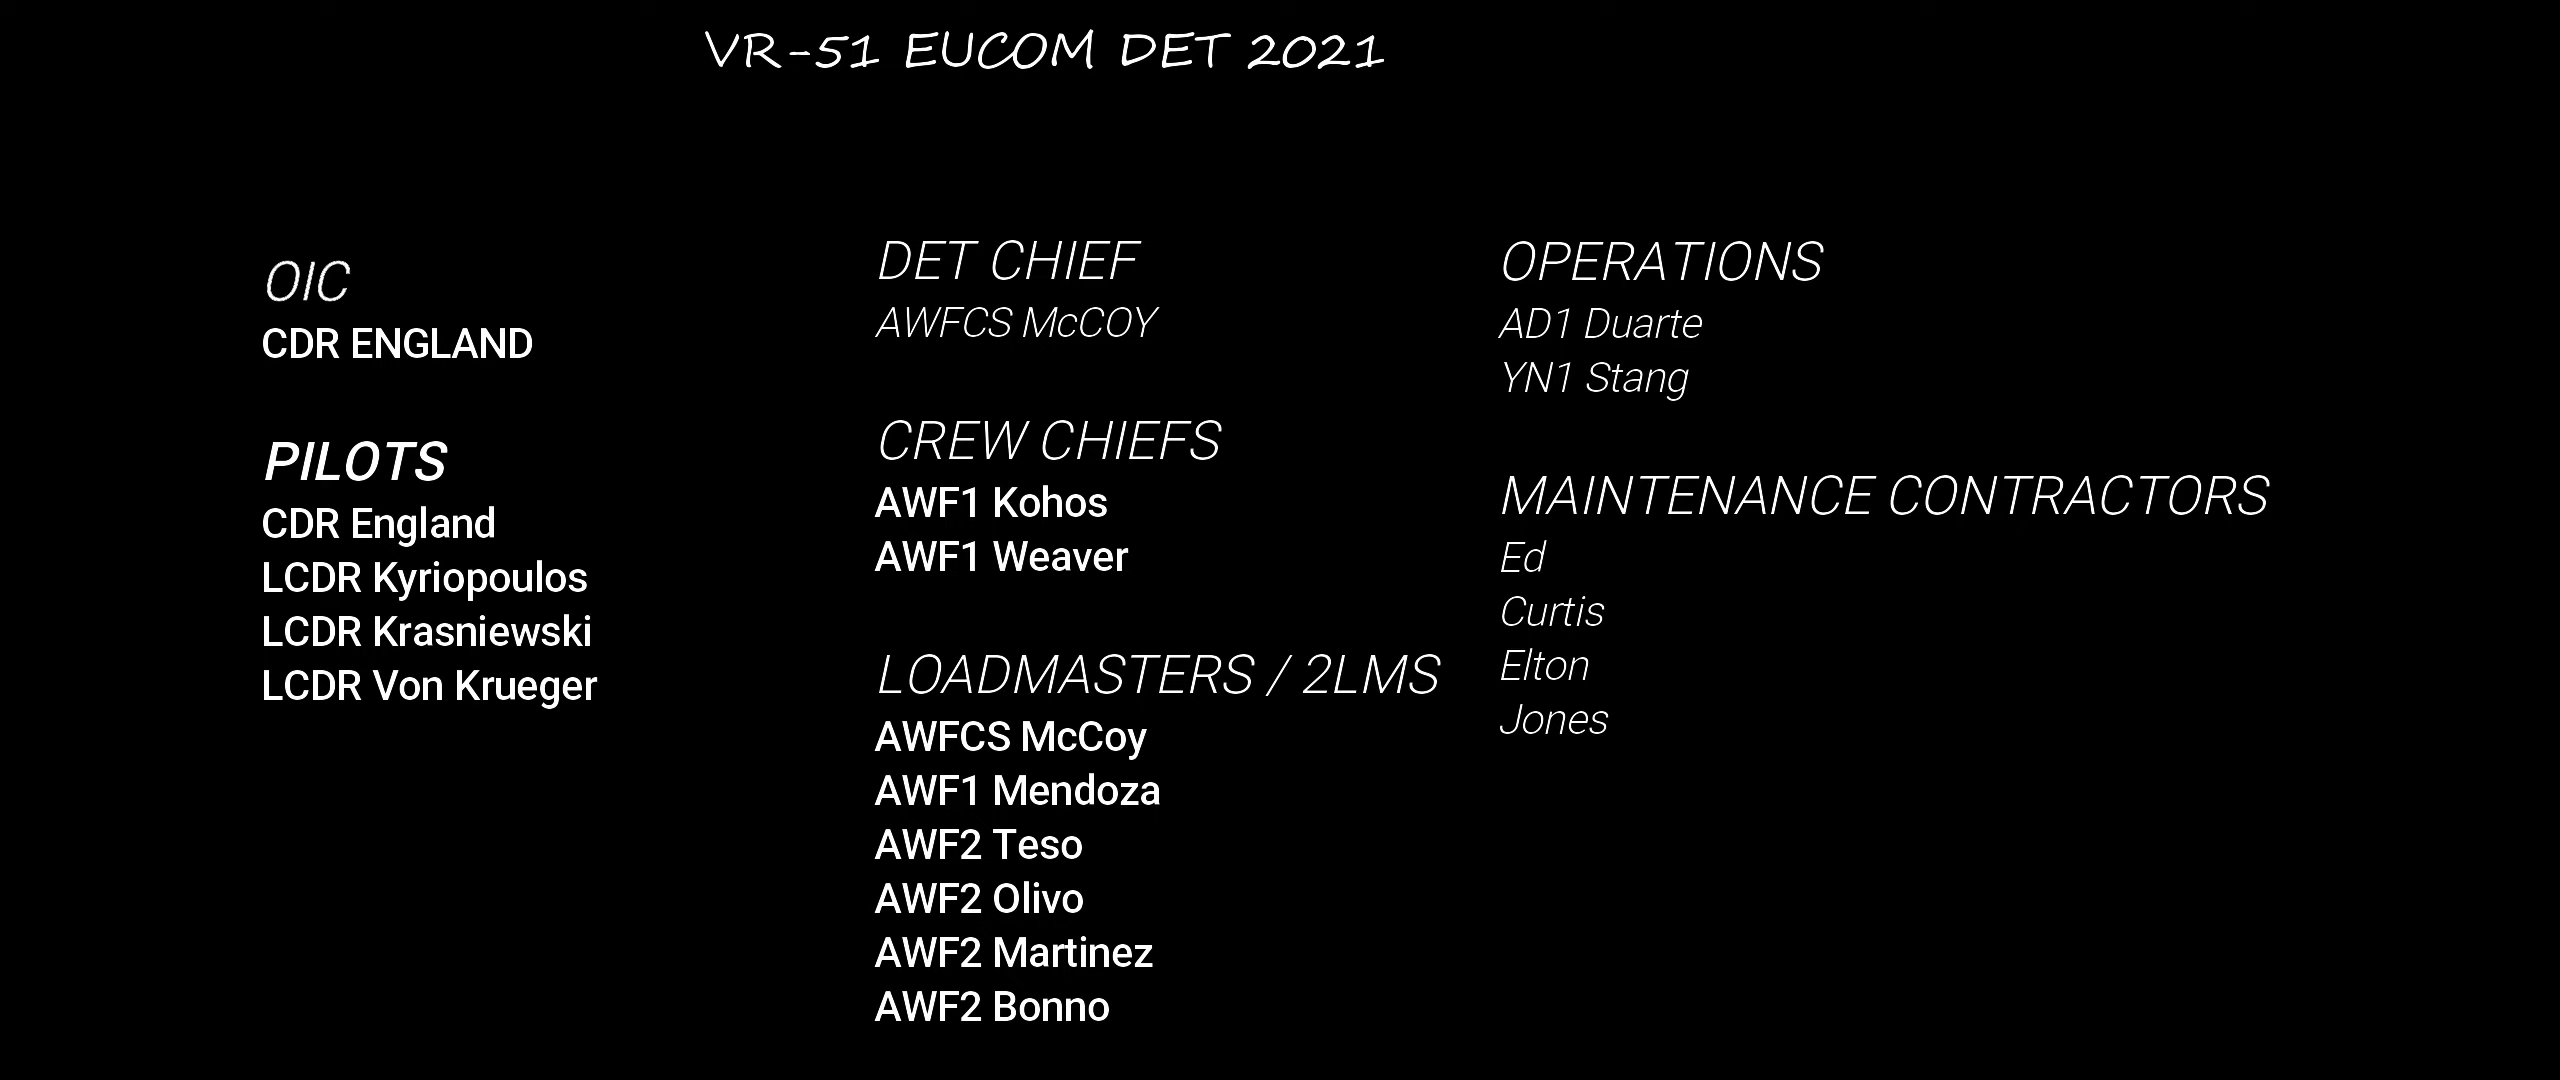 VR-51 EUCOM DET 2021
OIC
CDR ENGLAND
PILOTS
CDR England
LCDR Kyriopoulos
LCDR Krasniewski
LCDR Von Krueger
DET CHIEF
AWFCS McCOY
CREW CHIEFS
AWF1 Kohos
AWF1 Weaver
LOADMASTERS / 2LMS
AWFCS McCoy
AWF1 Mendoza
AWF2 Teso
AWF2 Olivo
AWF2 Martinez
AWF2 Bonno
OPERATIONS
AD1 Duarte
YN1 Stang
MAINTENANCE CONTRACTORS
Ed
Curtis
Elton
Jones